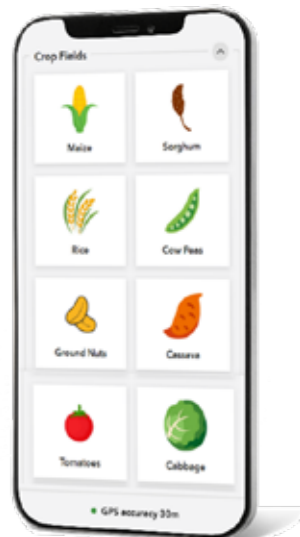 Crop Fields
Maize
Sorghum
Rice
Cow Peas
Ground Nuts
Cassava
Tomatoes
Cabbage
GPS accuracy 30m